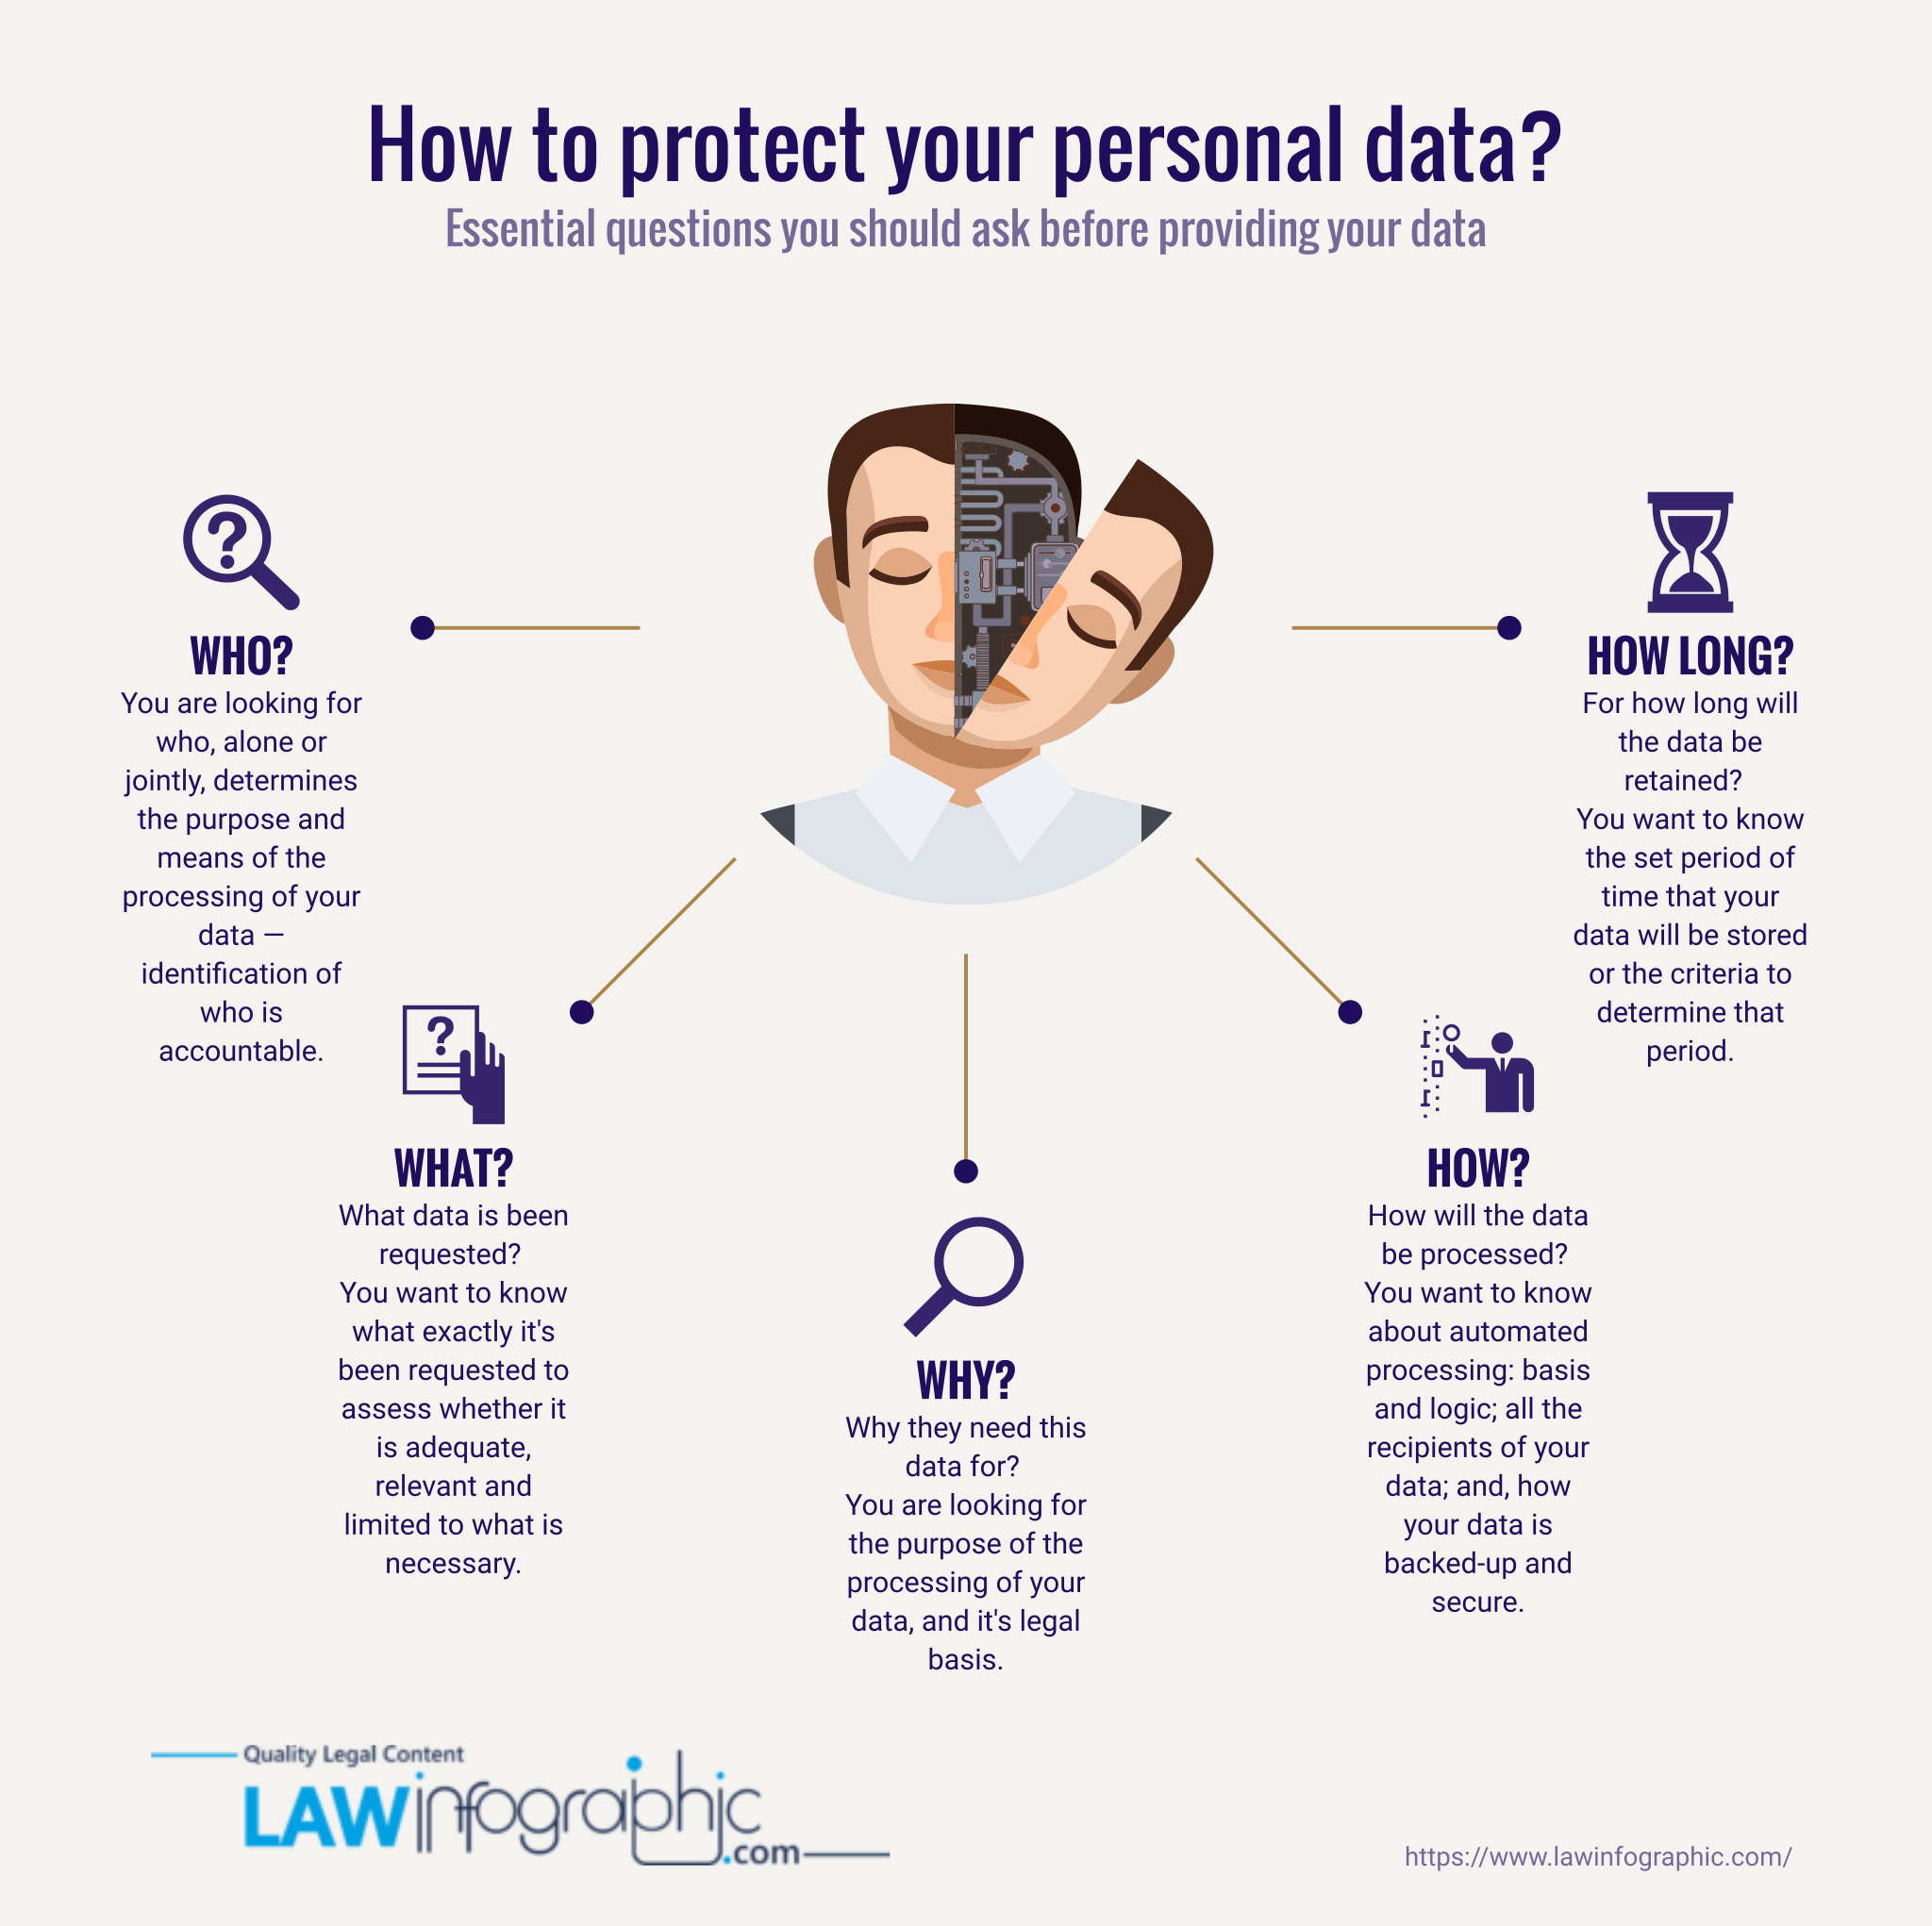 How to protect your personal data?
Essential questions you should ask before providing your data
WHO?
You are looking for
who, alone or
jointly, determines
the purpose and
means of the
processing of your
data —
identification of
who is
accountable.
WHAT?
What data is been
requested?
You want to know
what exactly it's
been requested to
assess whether it
is adequate,
relevant and
limited to what is
necessary.
WHY?
Why they need this
data for?
You are looking for
the purpose of the
processing of your
data, and it's legal
basis.
HOW?
How will the data
be processed?
You want to know
about automated
processing: basis
and logic; all the
recipients of your
data; and, how
your data is
backed-up and
secure.
HOW LONG?
For how long will
the data be
retained?
You want to know
the set period of
time that your
data will be stored
or the criteria to
determine that
period.
Quality Legal Content
LAWinfographic
.com
https://www.lawinfographic.com/